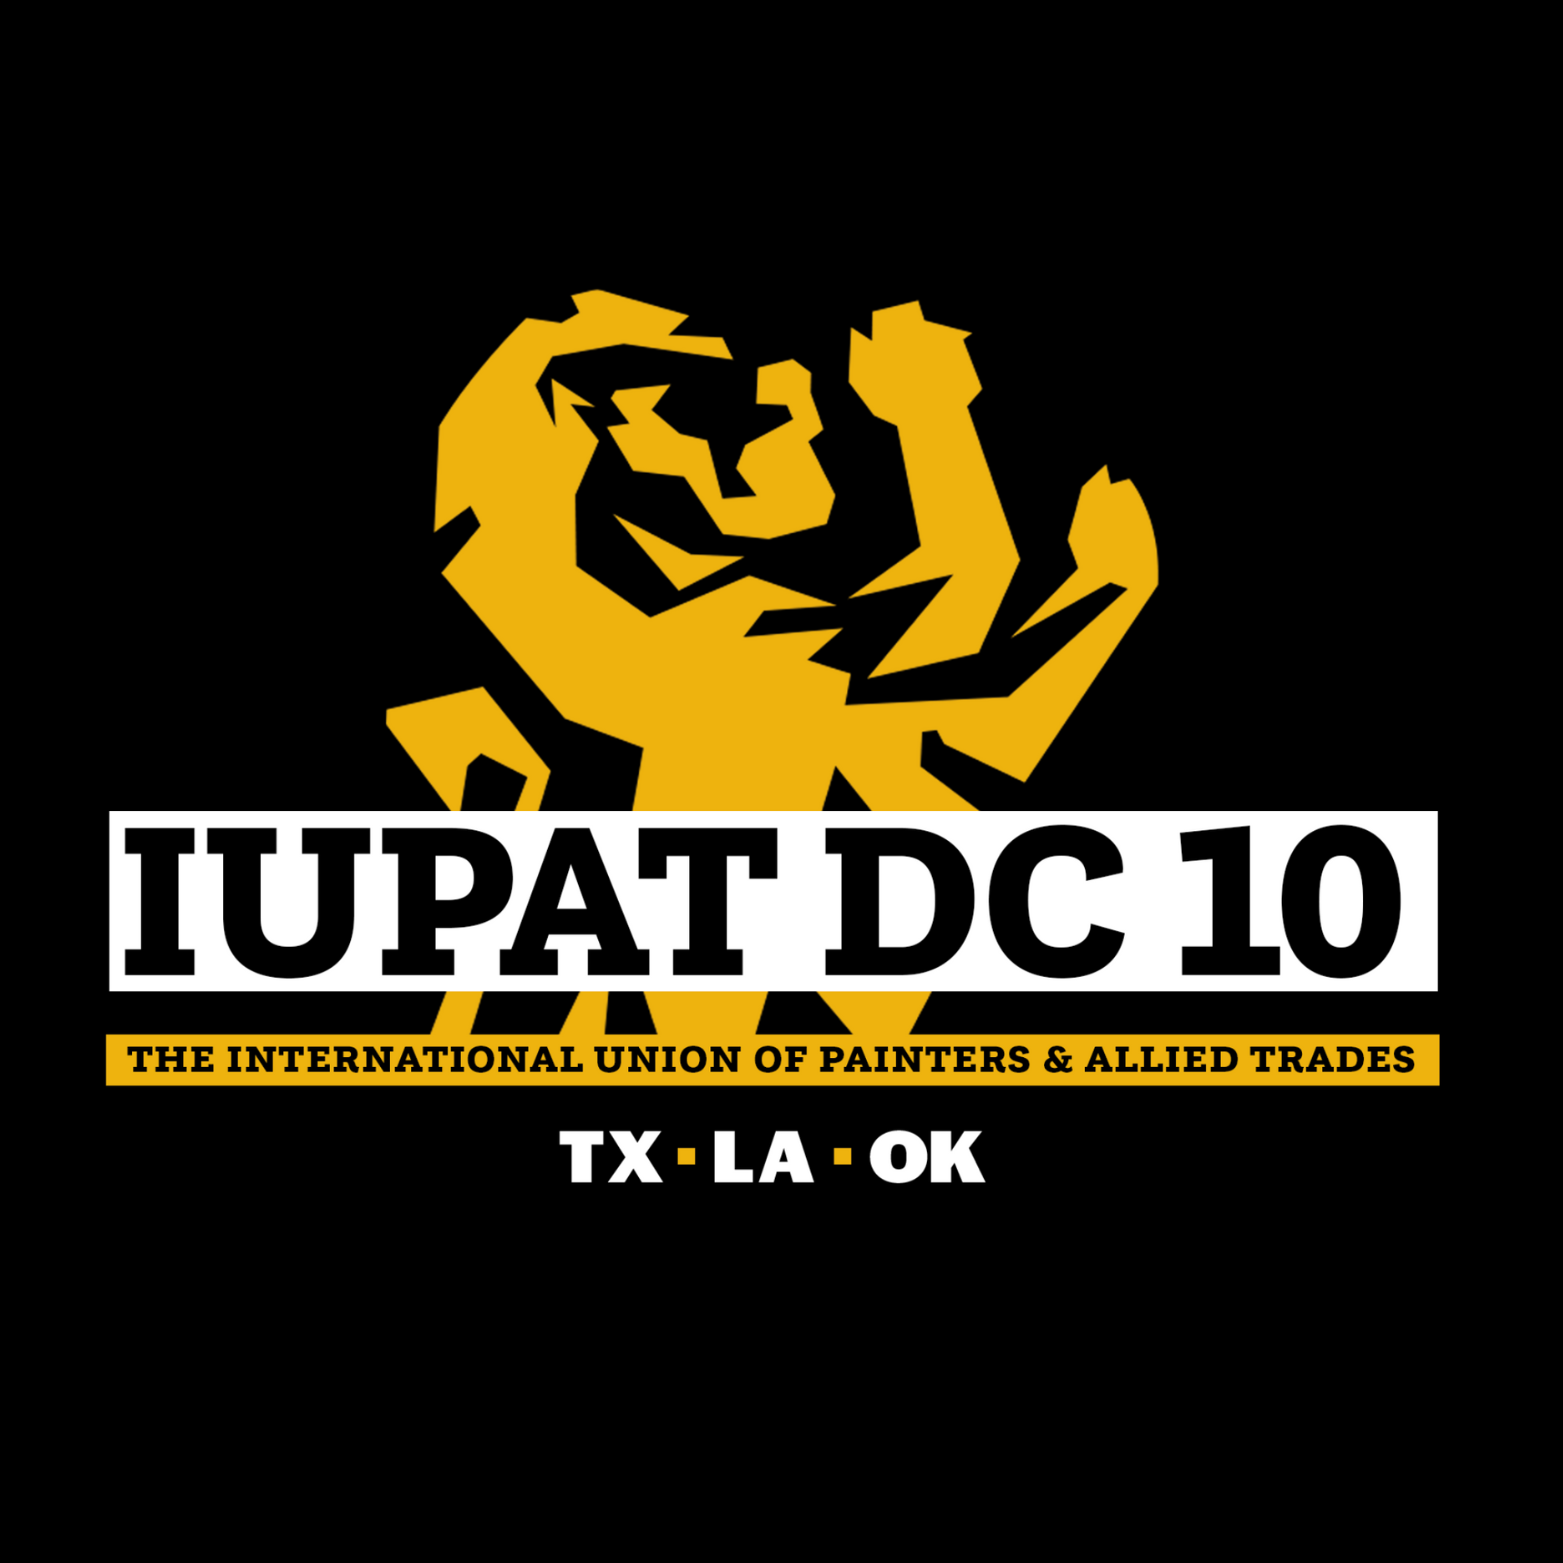 IUPAT DC 10
THE INTERNATIONAL UNION OF PAINTERS & ALLIED TRADES
TX ▪ LA ▪ OK